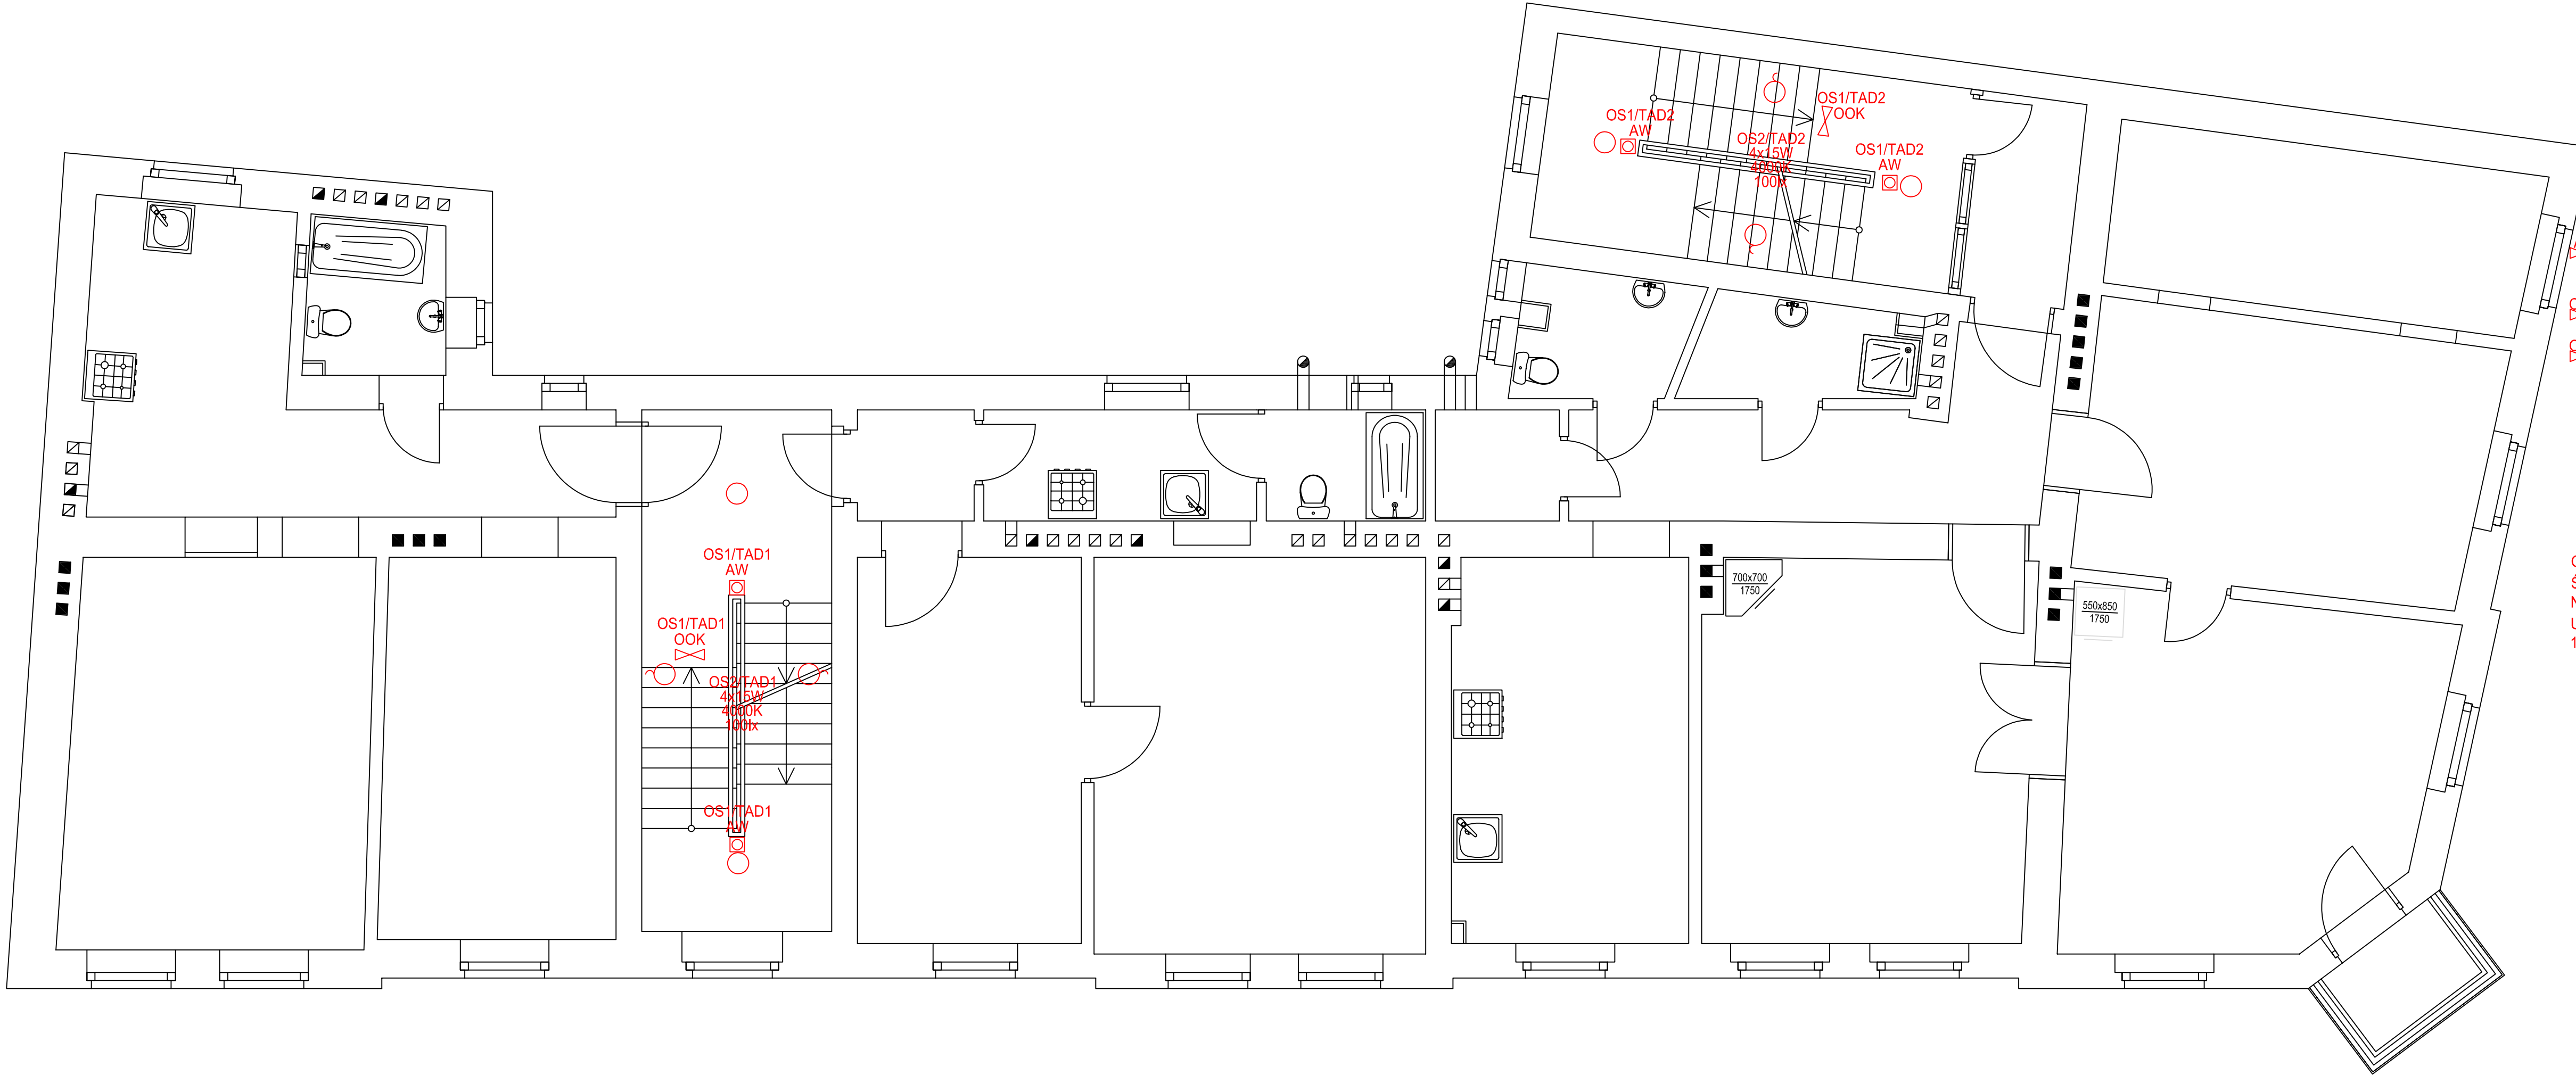 OS1/TAD2
OOK
OS1/TAD2
AW
OS2/TAD2
4x15W
4000K
100lx
OS1/TAD2
AW
OS1/TAD1
AW
OS1/TAD1
OOK
OS2/TAD1
4x15W
4000K
100lx
OS1/TAD1
AW
700x700
1750
550x850
1750